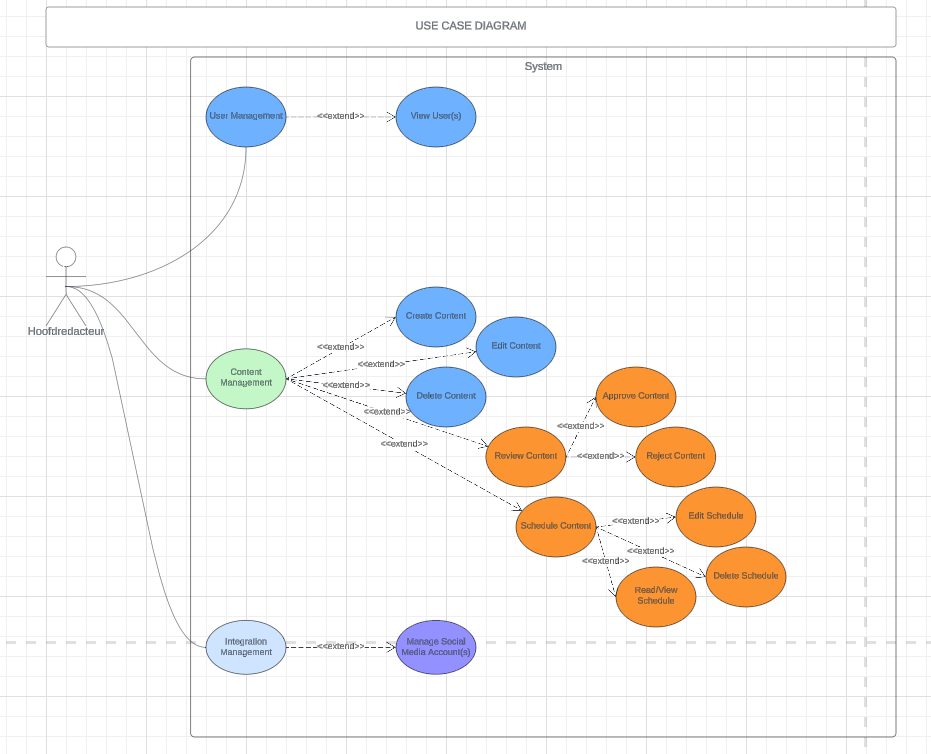 USE CASE DIAGRAM
System
User Management
<<extend>>
View User(s)
Hoofdredacteur
Create Content
<<extend>>
Edit Content
<<extend>>
Content
Management
<<extend>>
Delete Content
Approve Content
<<extend>>
<<extend>>
<<extend>>
Review Content
<<extend>>
Reject Content
Schedule Content
<<extend>>
Edit Schedule
<<extend>>
<<extend>>
Delete Schedule
Read/View
Schedule
Integration
Management
<<extend>>
Manage Social
Media Account(s)